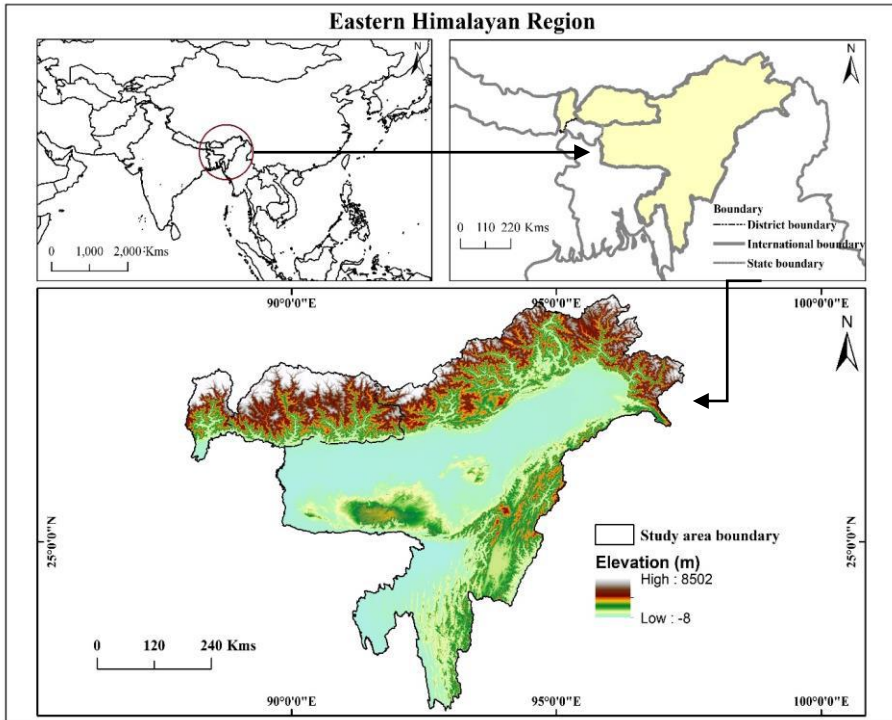 Eastern Himalayan Region
N
0 1,000 2,000 Kms
N
0 110 220 Kms
Boundary
District boundary
International boundary
State boundary
90°0'0"E 95°0'0"E 100°0'0"E
N
25°0'0"N
25°0'0"N
Study area boundary
Elevation (m)
High : 8502
Low : -8
0 120 240 Kms
90°0'0"E 95°0'0"E 100°0'0"E